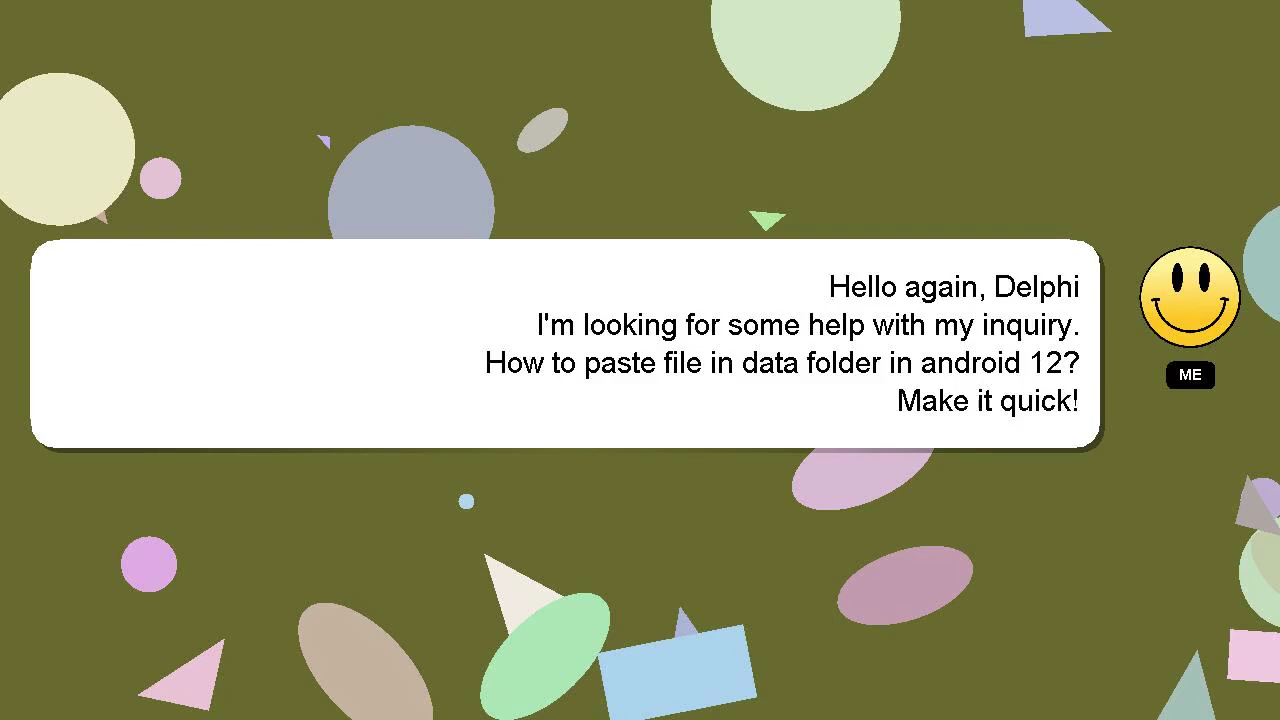 Hello again, Delphi
I'm looking for some help with my inquiry.
How to paste file in data folder in android 12?
Make it quick!
ME